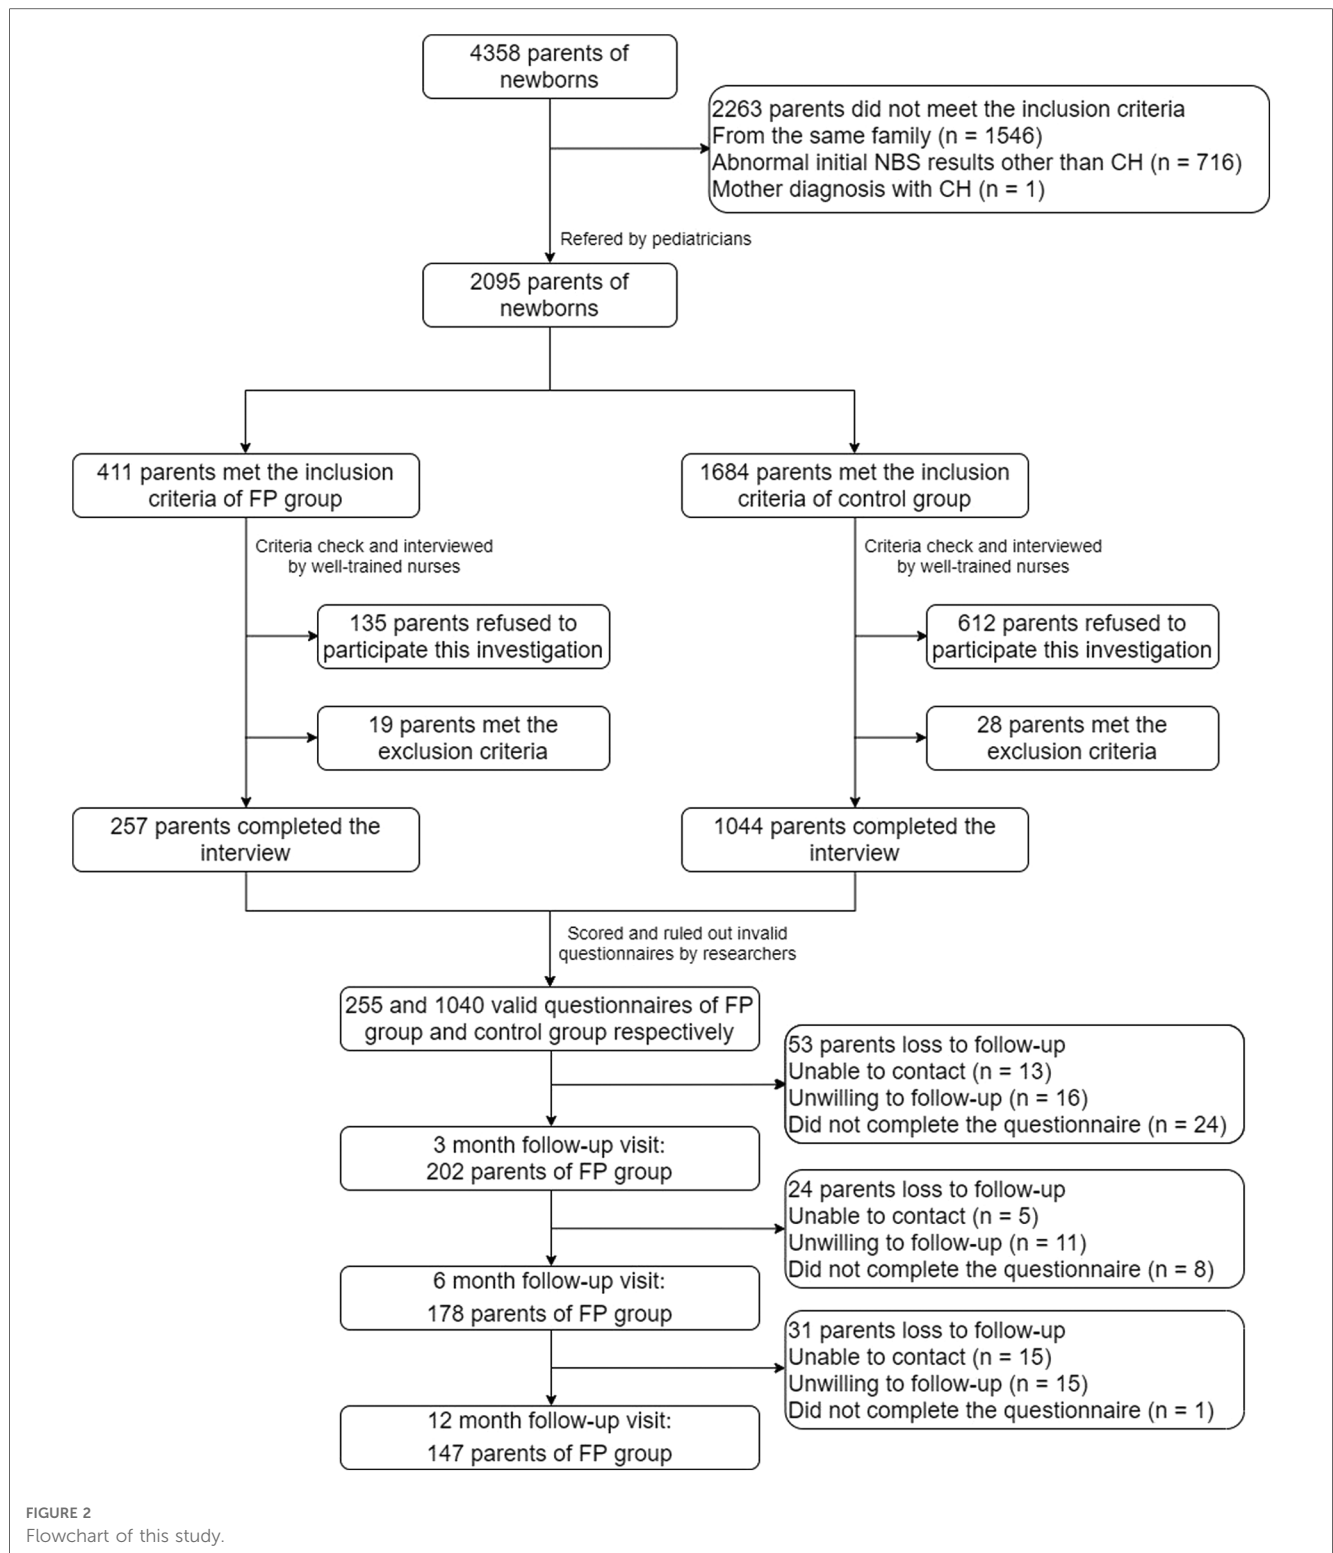 4358 parents of
newborns
2263 parents did not meet the inclusion criteria
From the same family (n = 1546)
Abnormal initial NBS results other than CH (n = 716)
Mother diagnosis with CH (n = 1)
Refered by pediatricians
2095 parents of
newborns
411 parents met the inclusion
criteria of FP group
1684 parents met the inclusion
criteria of control group
Criteria check and interviewed
by well-trained nurses
Criteria check and interviewed
by well-trained nurses
135 parents refused to
participate this investigation
612 parents refused to
participate this investigation
19 parents met the
exclusion criteria
28 parents met the
exclusion criteria
257 parents completed the
interview
1044 parents completed the
interview
Scored and ruled out invalid
questionnaires by researchers
255 and 1040 valid questionnaires of FP
group and control group respectively
53 parents loss to follow-up
Unable to contact (n = 13)
Unwilling to follow-up (n = 16)
Did not complete the questionnaire (n = 24)
3 month follow-up visit:
202 parents of FP group
24 parents loss to follow-up
Unable to contact (n = 5)
Unwilling to follow-up (n = 11)
Did not complete the questionnaire (n = 8)
6 month follow-up visit:
178 parents of FP group
31 parents loss to follow-up
Unable to contact (n = 15)
Unwilling to follow-up (n = 15)
Did not complete the questionnaire (n = 1)
12 month follow-up visit:
147 parents of FP group
FIGURE 2
Flowchart of this study.